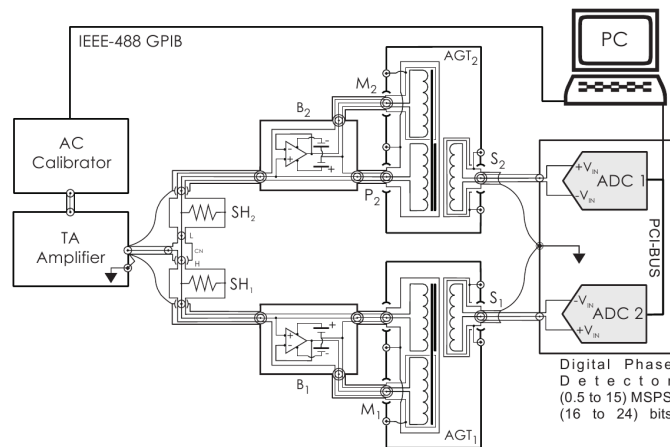 IEEE-488 GPIB
PC
AGT2
M2
B2
AC
Calibrator
S2
+VIN
ADC 1
-VIN
P2
SH2
L
TA
Amplifier
CN
H
PCI-BUS
SH1
S1
-VIN
ADC 2
+VIN
B1
M1
AGT1
Digital Phase
Detector
(0.5 to 15) MSPS
(16 to 24) bits